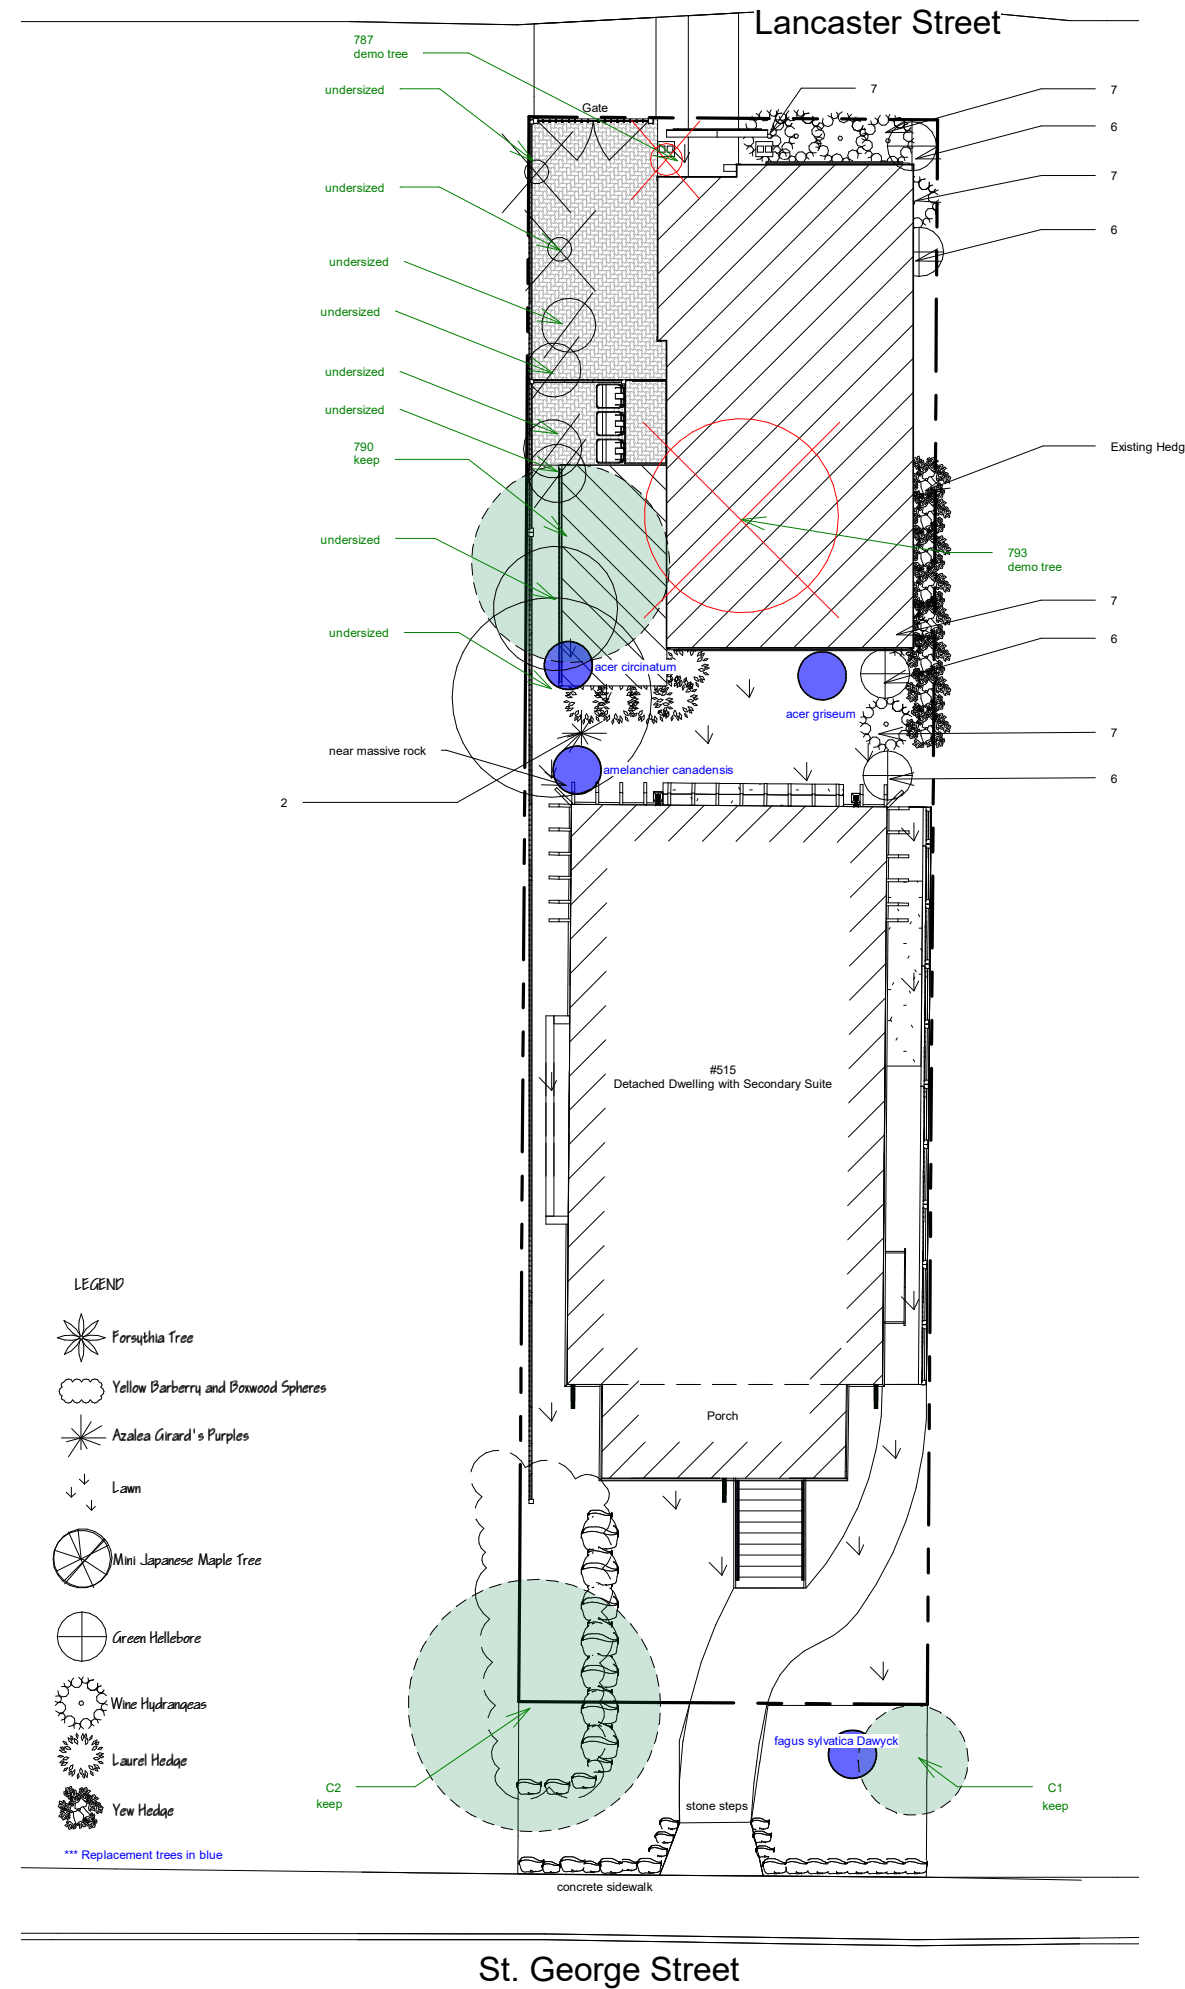 Lancaster Street
787
demo tree
undersized
7
7
Gate
6
7
undersized
6
undersized
undersized
undersized
undersized
790
keep
Existing Hedg
undersized
793
demo tree
7
undersized
6
acer circinatum
acer griseum
7
near massive rock
amelanchier canadensis
6
2
#515
Detached Dwelling with Secondary Suite
LEGEND
Forsythia Tree
Yellow Barberry and Boxwood Spheres
Porch
Azalea Girard's Purples
Lawn
Mini Japanese Maple Tree
Green Hellebore
Wine Hydrangeas
fagus sylvatica Dawyck
Laurel Hedge
C2
keep
C1
keep
stone steps
Yew Hedge
*** Replacement trees in blue
concrete sidewalk
St. George Street